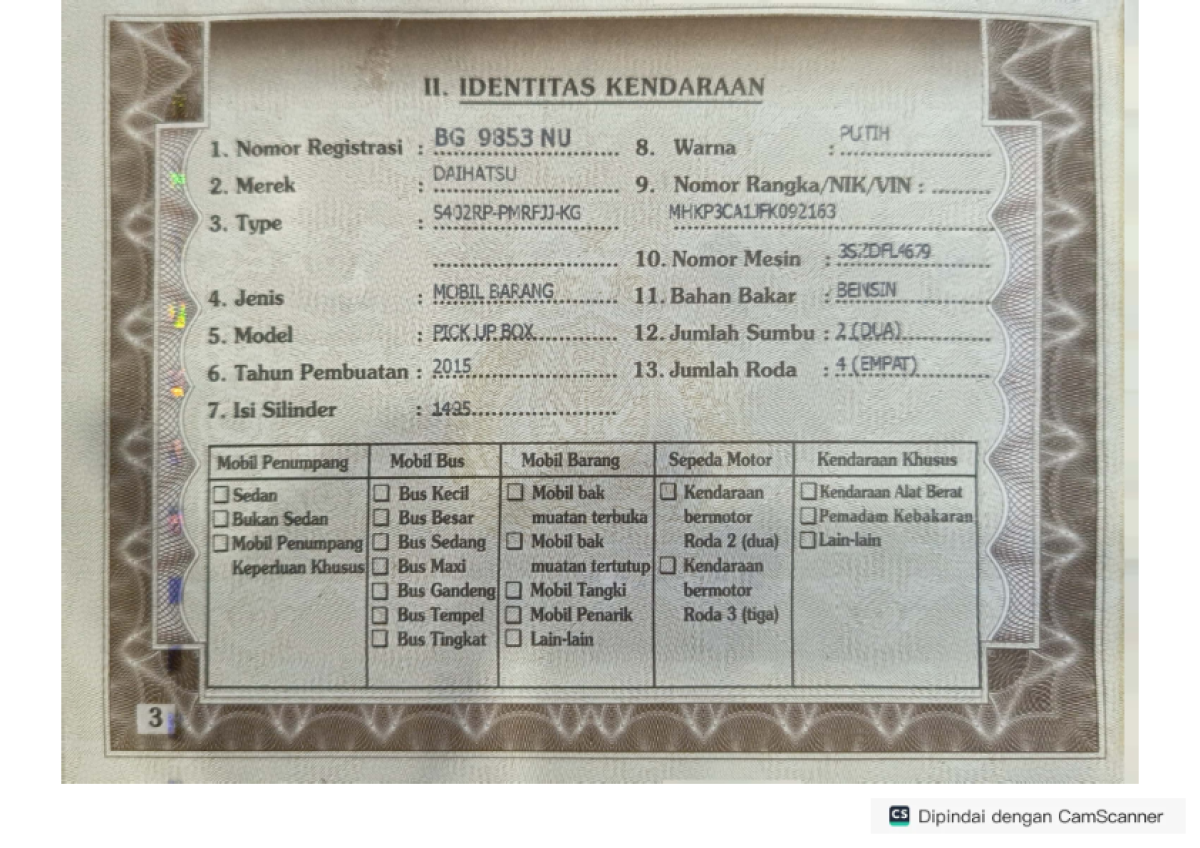 II. IDENTITAS KENDARAAN
1. Nomor Registrasi : BG 9853 NU
2. Merek : DAIHATSU
3. Type : S402RP-PMRFJJ-KG
4. Jenis : MOBIL BARANG
5. Model : PICK UP BOX
6. Tahun Pembuatan : 2015
7. Isi Silinder : 1495
8. Warna : PUTIH
9. Nomor Rangka/NIK/VIN :
MHKP3CA1JFK092163
10. Nomor Mesin : 3SZDFL4679
11. Bahan Bakar : BENSIN
12. Jumlah Sumbu : 2 (DUA)
13. Jumlah Roda : 4 (EMPAT)
Mobil Penumpang
☐ Sedan
☐ Bukan Sedan
☐ Mobil Penumpang
Keperluan Khusus
Mobil Bus
☐ Bus Kecil
☐ Bus Besar
☐ Bus Sedang
☐ Bus Maxi
☐ Bus Gandeng
☐ Bus Tempel
☐ Bus Tingkat
Mobil Barang
☐ Mobil bak
muatan terbuka
☐ Mobil bak
muatan tertutup
☐ Mobil Tangki
☐ Mobil Penarik
☐ Lain-lain
Sepeda Motor
☐ Kendaraan
bermotor
Roda 2 (dua)
☐ Kendaraan
bermotor
Roda 3 (tiga)
Kendaraan Khusus
☐ Kendaraan Alat Berat
☐ Pemadam Kebakaran
☐ Lain-lain
3
CS Dipindai dengan CamScanner